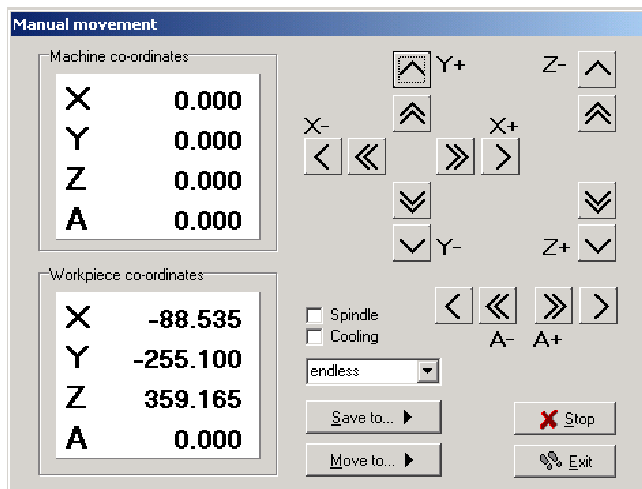 Manual movement
Machine co-ordinates
X 0.000
Y 0.000
Z 0.000
A 0.000
Y+
Z-
X-
X+
Y-
Z+
Workpiece co-ordinates
X -88.535
Y -255.100
Z 359.165
A 0.000
Spindle
Cooling
A- A+
endless
Save to...
Stop
Move to...
Exit